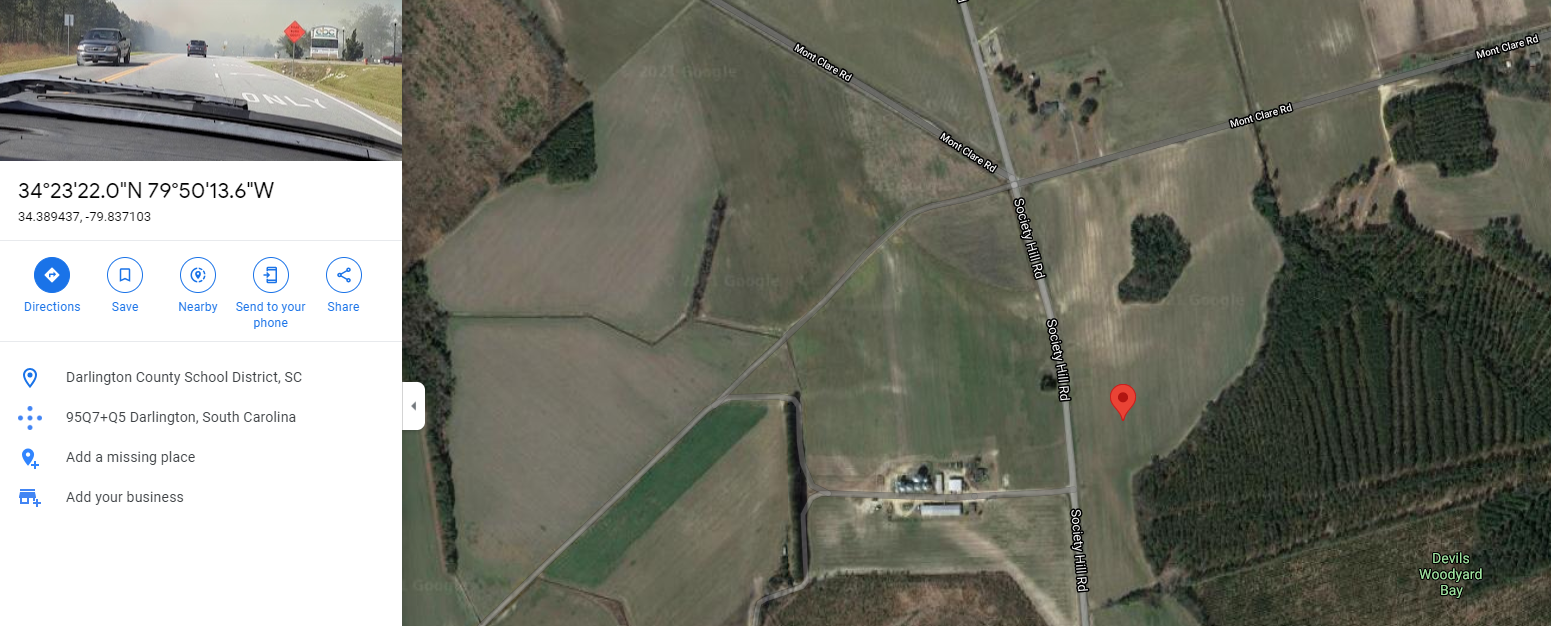 ebc
ONLY
34°23'22.0"N 79°50'13.6"W
34.389437, -79.837103
Directions
Save
Nearby
Send to your
phone
Share
Darlington County School District, SC
95Q7+Q5 Darlington, South Carolina
Add a missing place
Add your business
Mont Clare Rd
Mont Clare Rd
Mont Clare Rd
Mont Clare Rd
Society Hill Rd
Society Hill Rd
Society Hill Rd
Devils
Woodyard
Bay
© 2021 Google